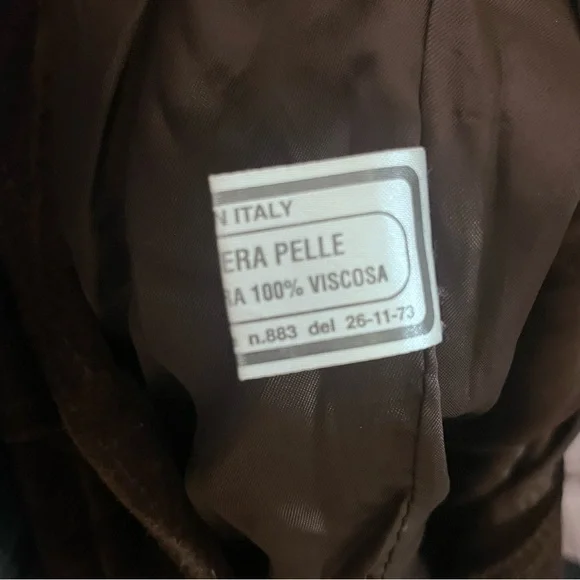 N ITALY
ERA PELLE
RA 100% VISCOSA
n.883 del 26-11-73